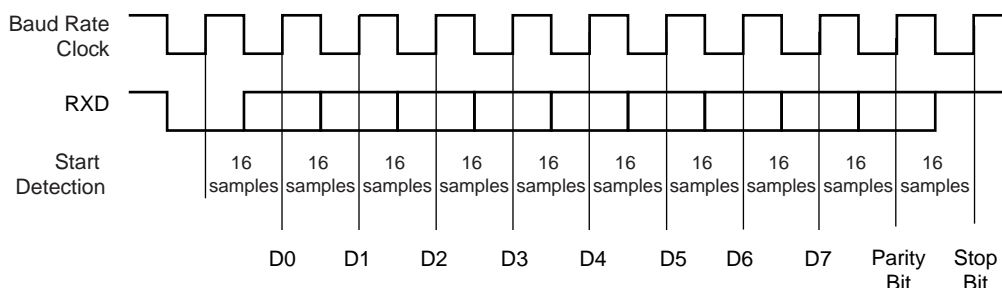 Baud Rate
Clock
RXD
Start
Detection
16 16 16 16 16 16 16 16 16 16
samples samples samples samples samples samples samples samples samples samples
D0 D1 D2 D3 D4 D5 D6 D7 Parity Stop
Bit Bit